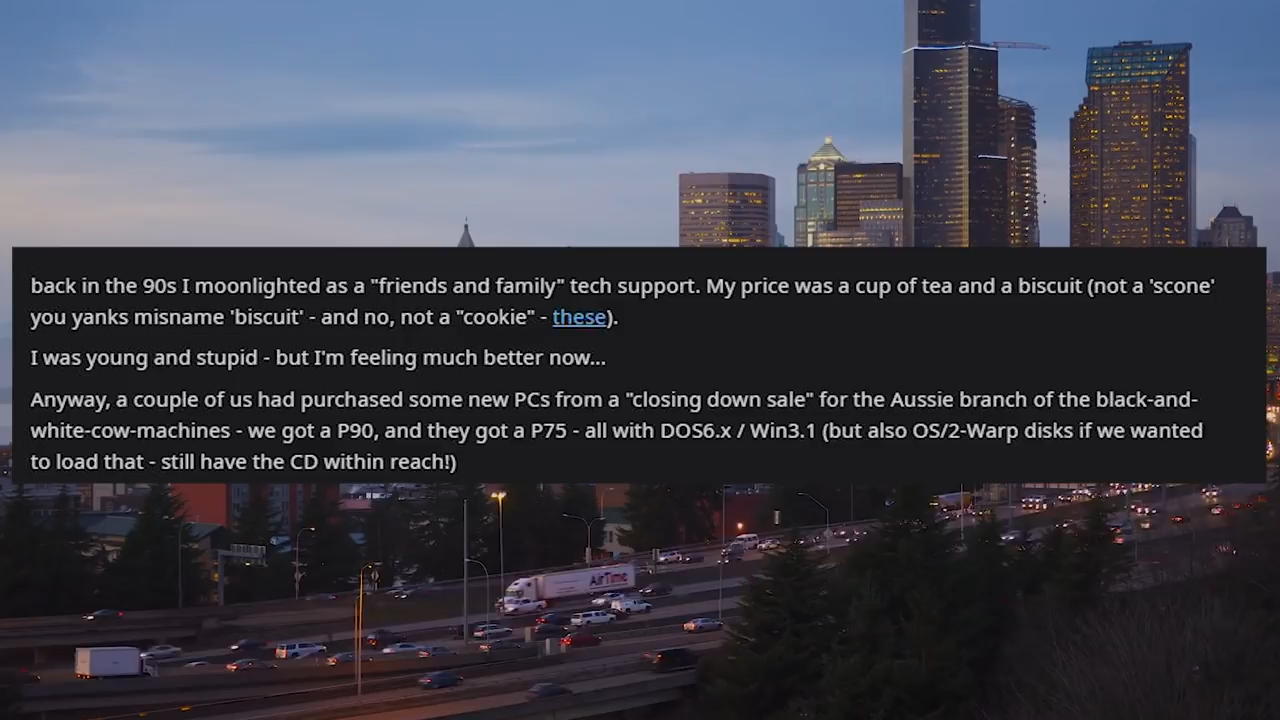 back in the 90s I moonlighted as a "friends and family" tech support. My price was a cup of tea and a biscuit (not a 'scone'
you yanks misname 'biscuit' - and no, not a "cookie" - these).
I was young and stupid - but I'm feeling much better now...
Anyway, a couple of us had purchased some new PCs from a "closing down sale" for the Aussie branch of the black-and-
white-cow-machines - we got a P90, and they got a P75 - all with DOS6.x / Win3.1 (but also OS/2-Warp disks if we wanted
to load that - still have the CD within reach!)
AirTime